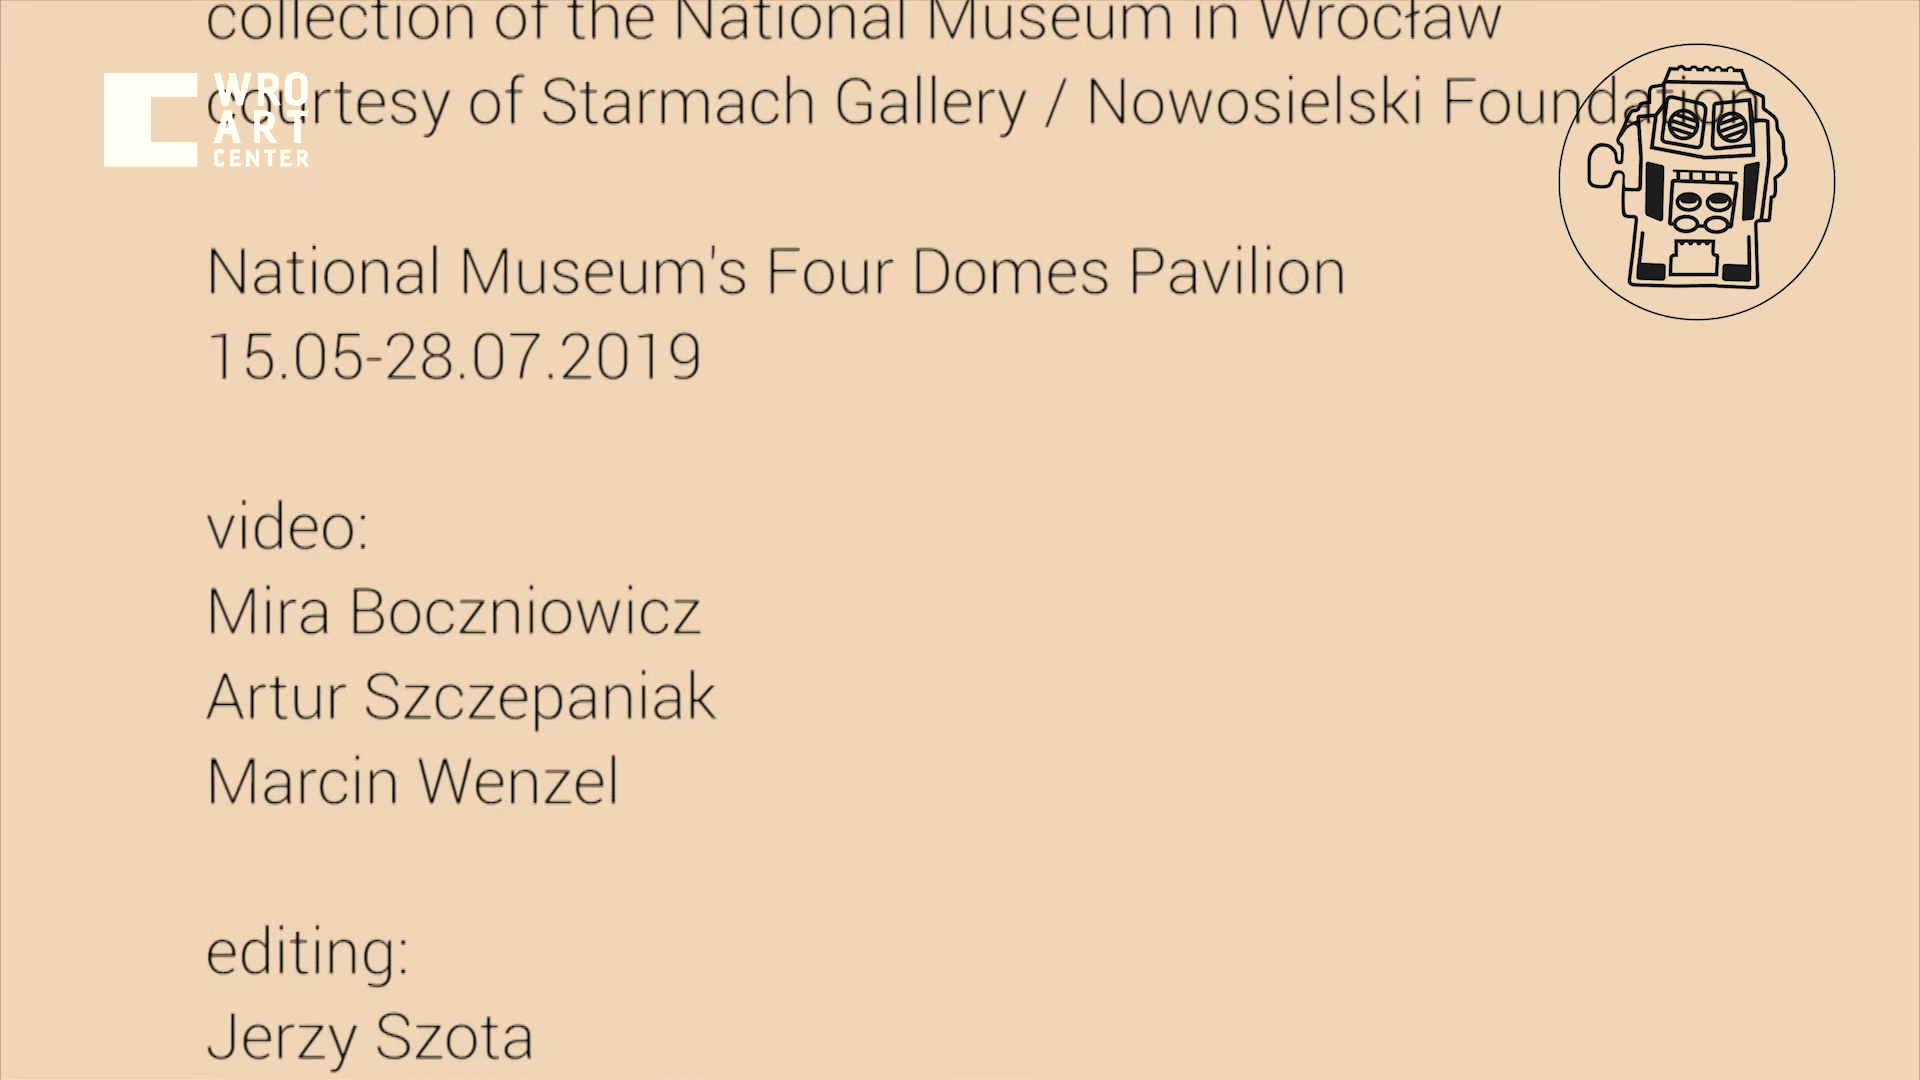 collection of the National Museum in Wrocław
courtesy of Starmach Gallery / Nowosielski Foundation
WRO
ART
CENTER
National Museum's Four Domes Pavilion
15.05-28.07.2019
video:
Mira Boczniowicz
Artur Szczepaniak
Marcin Wenzel
editing:
Jerzy Szota